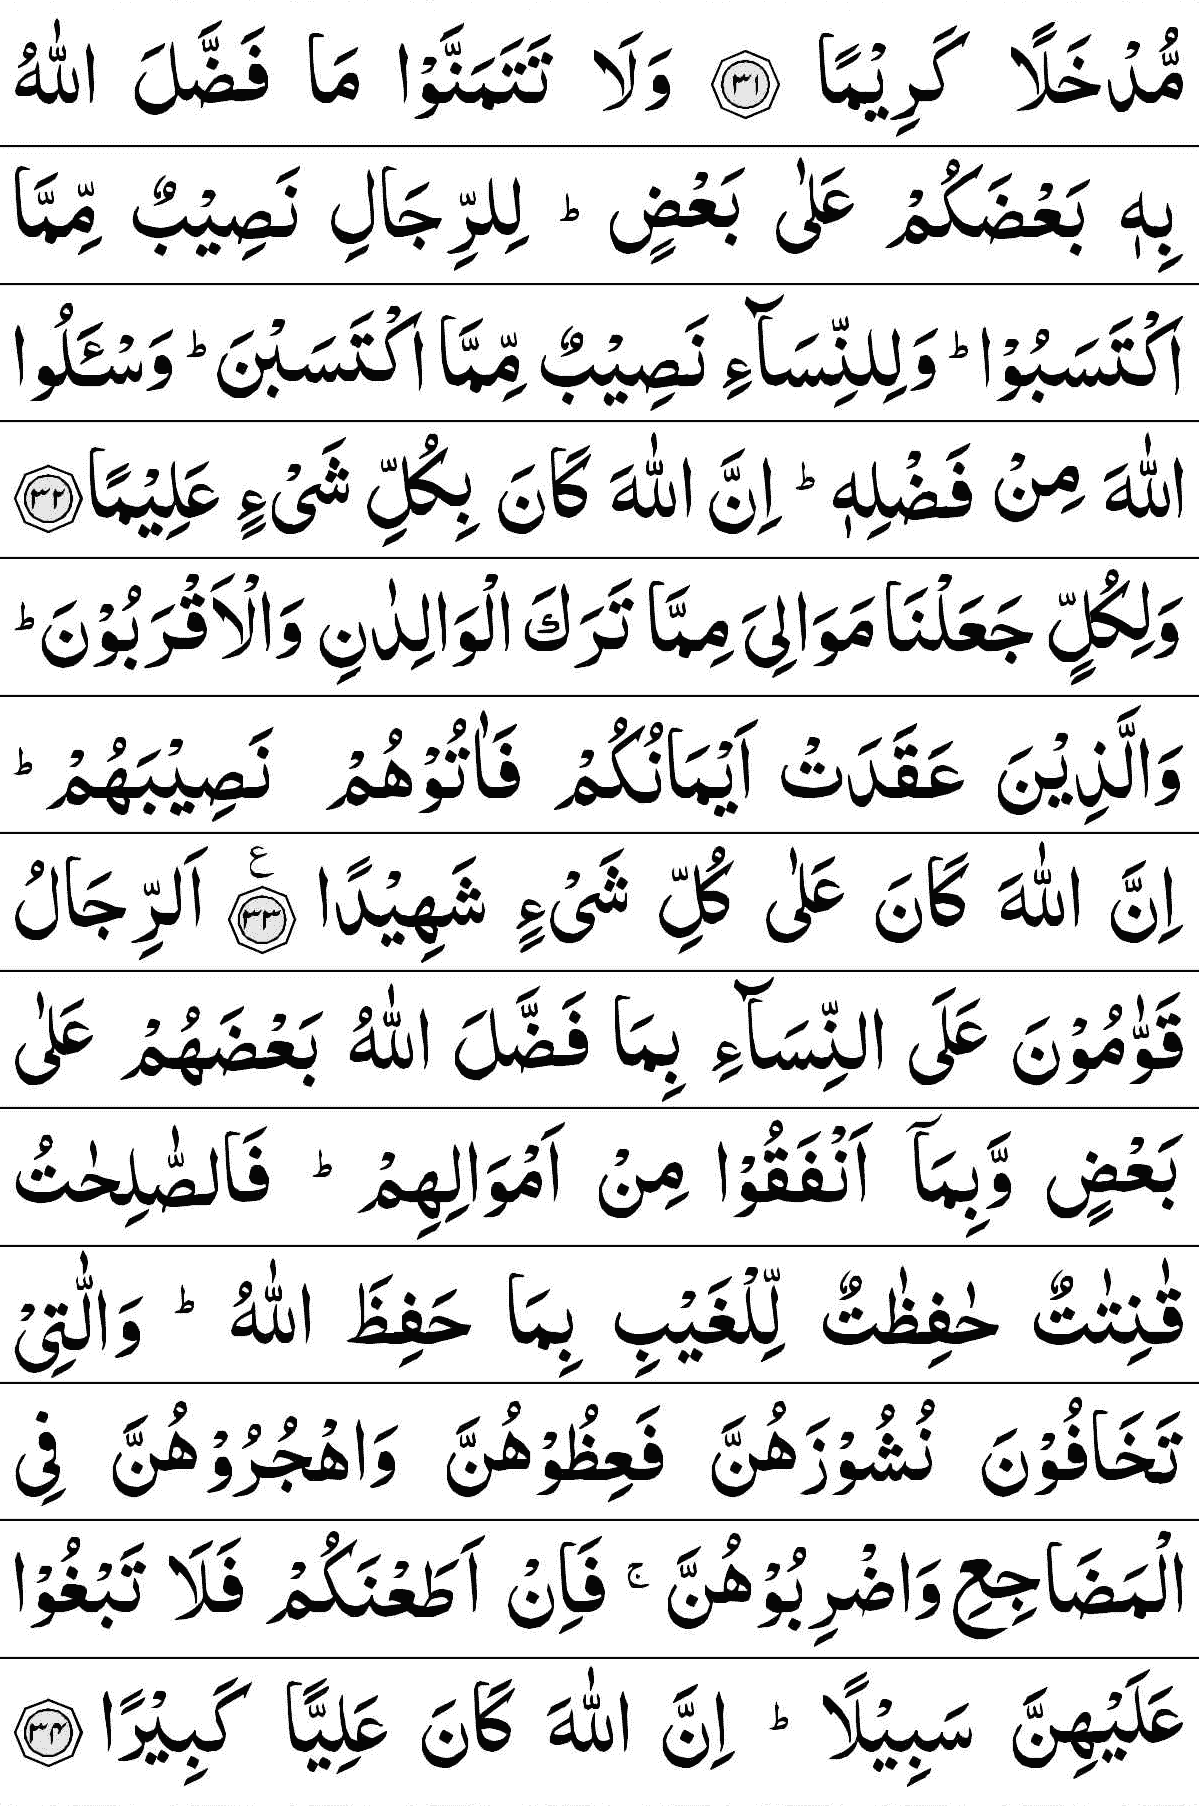 مُّدْخَلًا كَرِيْمًا ﴿٣١﴾ وَلَا تَتَمَنَّوْا مَا فَضَّلَ اللّٰهُ
بِهٖ بَعْضَكُمْ عَلٰى بَعْضٍ ؕ لِلرِّجَالِ نَصِيْبٌ مِّمَّا
اكْتَسَبُوْا ؕ وَلِلنِّسَآءِ نَصِيْبٌ مِّمَّا اكْتَسَبْنَ ؕ وَسْـَٔلُوا
اللّٰهَ مِنْ فَضْلِهٖ ؕ اِنَّ اللّٰهَ كَانَ بِكُلِّ شَیْءٍ عَلِيْمًا ﴿٣٢﴾
وَلِكُلٍّ جَعَلْنَا مَوَالِیَ مِمَّا تَرَكَ الْوَالِدٰنِ وَالْاَقْرَبُوْنَ ؕ
وَالَّذِيْنَ عَقَدَتْ اَيْمَانُكُمْ فَاٰتُوْهُمْ نَصِيْبَهُمْ ؕ
اِنَّ اللّٰهَ كَانَ عَلٰى كُلِّ شَیْءٍ شَهِيْدًا ﴿٣٣﴾ ع اَلرِّجَالُ
قَوّٰمُوْنَ عَلَى النِّسَآءِ بِمَا فَضَّلَ اللّٰهُ بَعْضَهُمْ عَلٰى
بَعْضٍ وَّبِمَاۤ اَنْفَقُوْا مِنْ اَمْوَالِهِمْ ؕ فَالصّٰلِحٰتُ
قٰنِتٰتٌ حٰفِظٰتٌ لِّلْغَيْبِ بِمَا حَفِظَ اللّٰهُ ؕ وَالّٰتِیْ
تَخَافُوْنَ نُشُوْزَهُنَّ فَعِظُوْهُنَّ وَاهْجُرُوْهُنَّ فِی
الْمَضَاجِعِ وَاضْرِبُوْهُنَّ ۚ فَاِنْ اَطَعْنَكُمْ فَلَا تَبْغُوْا
عَلَيْهِنَّ سَبِيْلًا ؕ اِنَّ اللّٰهَ كَانَ عَلِيًّا كَبِيْرًا ﴿٣٤﴾